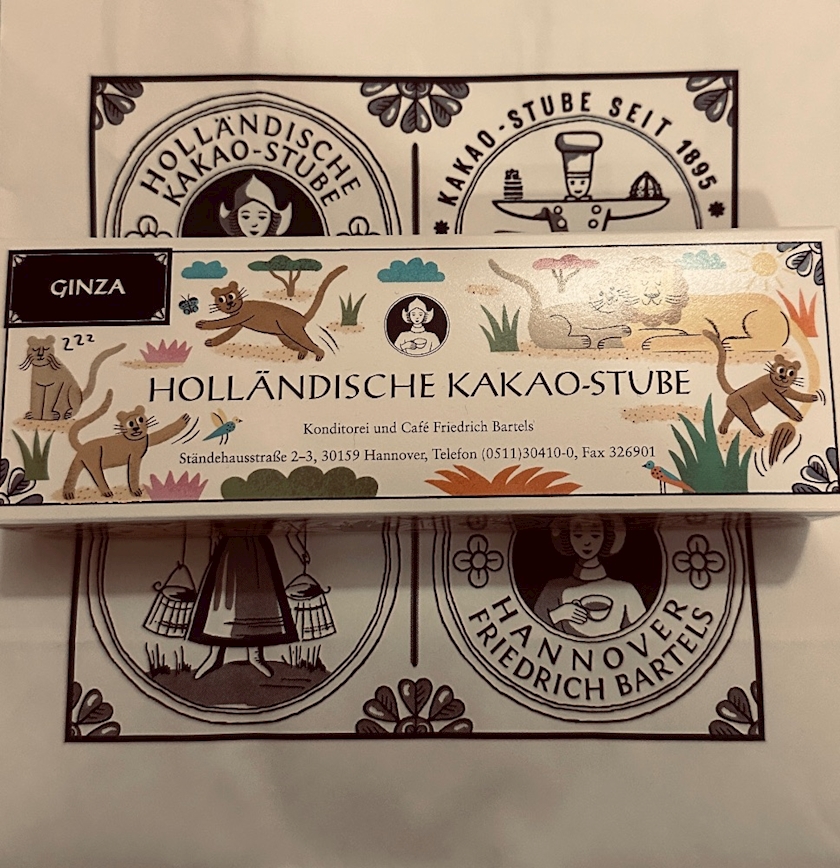 HOLLÄNDISCHE
KAKAO-STUBE
KAKAO-STUBE SEIT 1895
GINZA
zzz
HOLLÄNDISCHE KAKAO-STUBE
Konditorei und Café Friedrich Bartels
Ständehausstraße 2–3, 30159 Hannover, Telefon (0511)30410-0, Fax 326901
HANNOVER
FRIEDRICH BARTELS